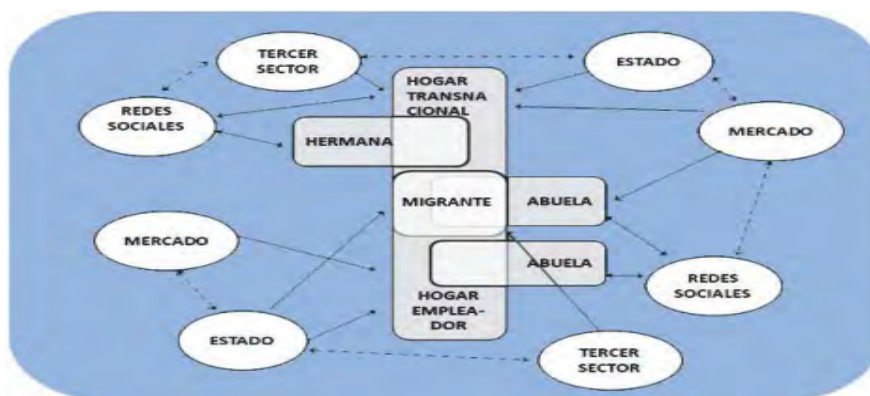 TERCER
SECTOR
ESTADO
HOGAR
TRANSNA
CIONAL
REDES
SOCIALES
HERMANA
MERCADO
MIGRANTE
ABUELA
MERCADO
ABUELA
REDES
SOCIALES
HOGAR
EMPLEA-
DOR
ESTADO
TERCER
SECTOR